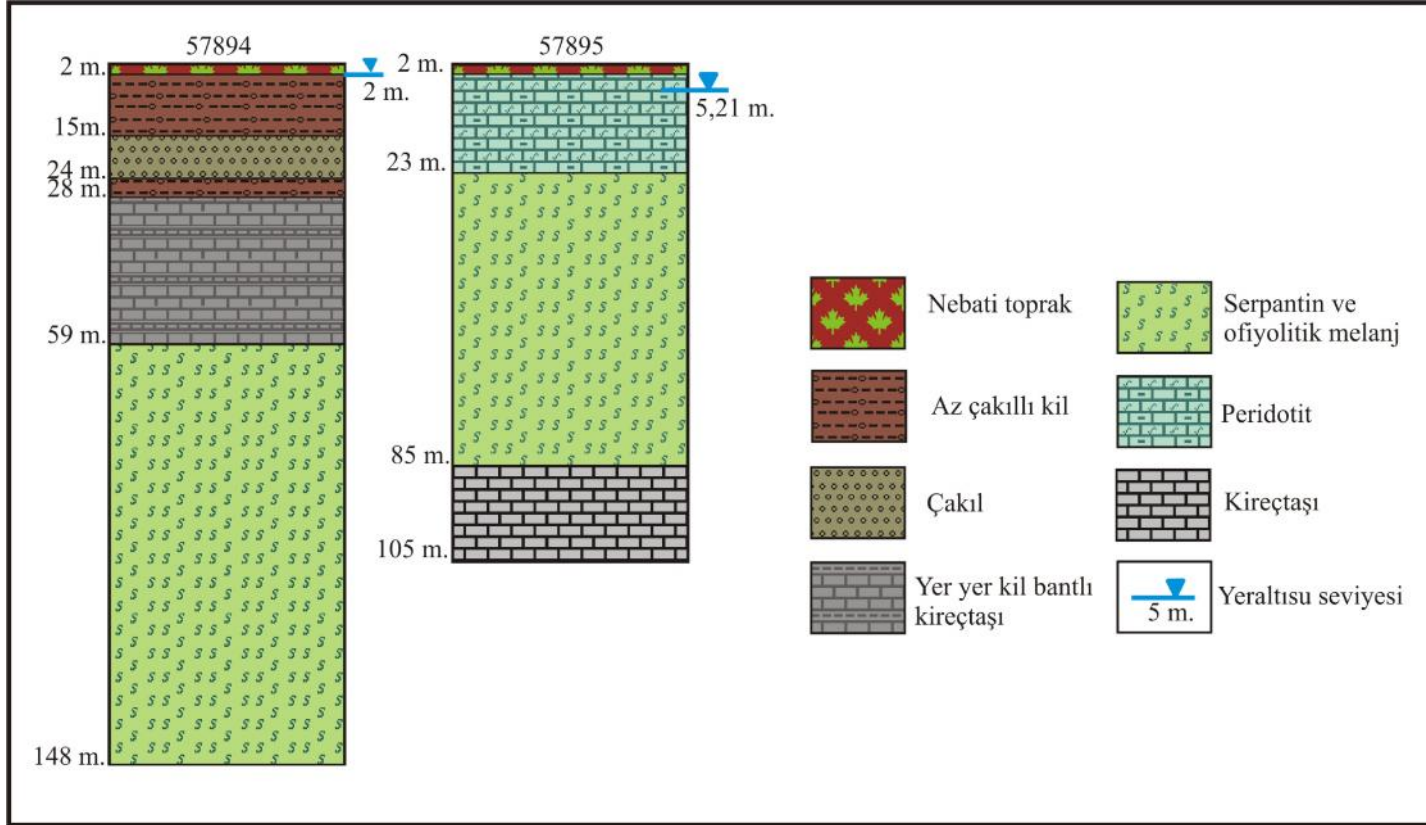 57894
2 m.
2 m.
15m.
24 m.
28 m.
59 m.
148 m.
57895
2 m.
5,21 m.
23 m.
85 m.
105 m.
Nebati toprak
Az çakıllı kil
Çakıl
Yer yer kil bantlı
kireçtaşı
Serpantin ve
ofiyolitik melanj
Peridotit
Kireçtaşı
5 m.
Yeraltısu seviyesi